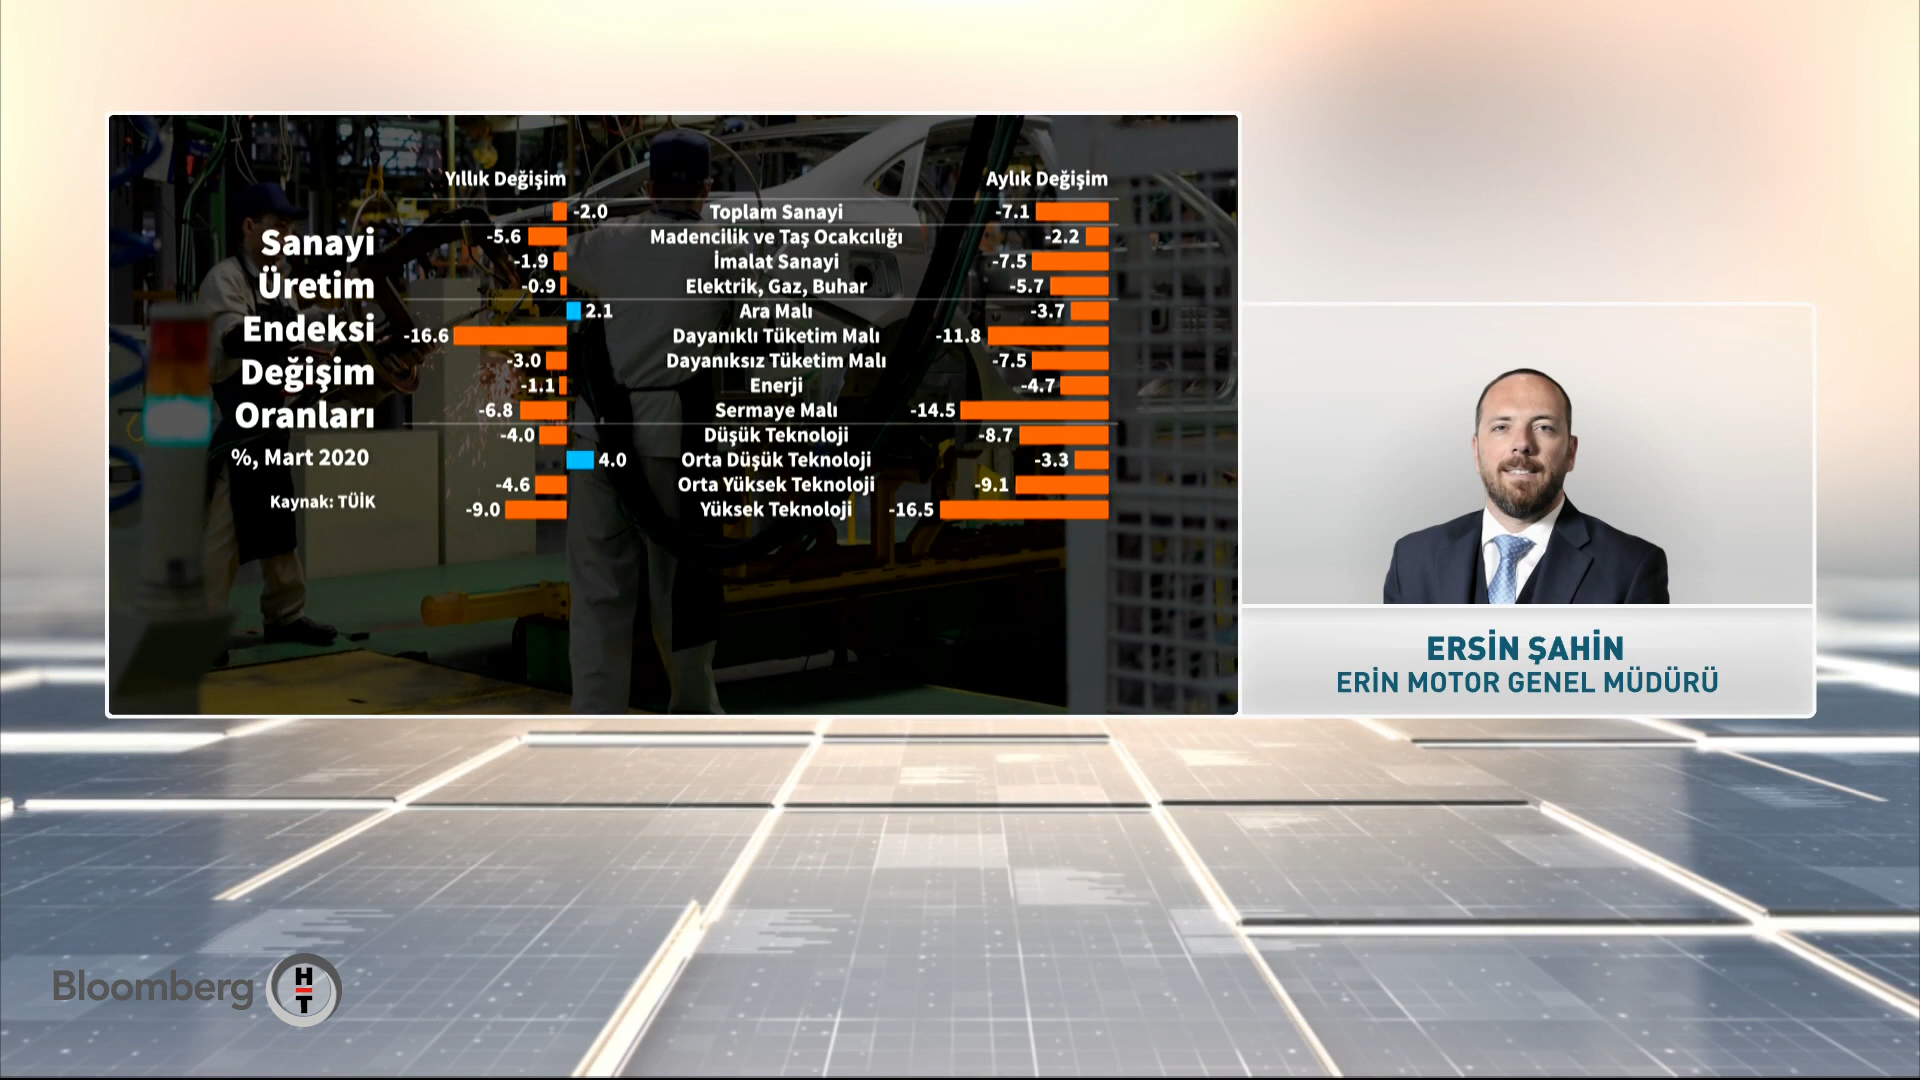 Sanayi
Üretim
Endeksi
Değişim
Oranları
%, Mart 2020
Kaynak: TÜİK
Yıllık Değişim Aylık Değişim
-2.0 Toplam Sanayi -7.1
-5.6 Madencilik ve Taş Ocakcılığı -2.2
-1.9 İmalat Sanayi -7.5
-0.9 Elektrik, Gaz, Buhar -5.7
2.1 Ara Malı -3.7
-16.6 Dayanıklı Tüketim Malı -11.8
-3.0 Dayanıksız Tüketim Malı -7.5
-1.1 Enerji -4.7
-6.8 Sermaye Malı -14.5
-4.0 Düşük Teknoloji -8.7
4.0 Orta Düşük Teknoloji -3.3
-4.6 Orta Yüksek Teknoloji -9.1
-9.0 Yüksek Teknoloji -16.5
ERSİN ŞAHİN
ERİN MOTOR GENEL MÜDÜRÜ
Bloomberg HT